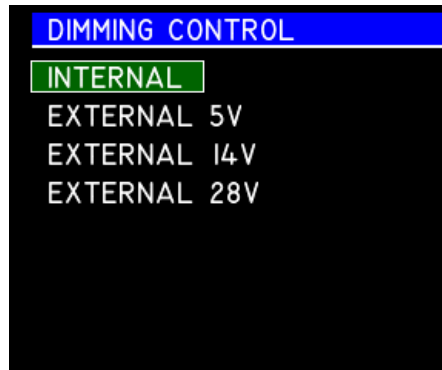 DIMMING CONTROL
INTERNAL
EXTERNAL 5V
EXTERNAL 14V
EXTERNAL 28V